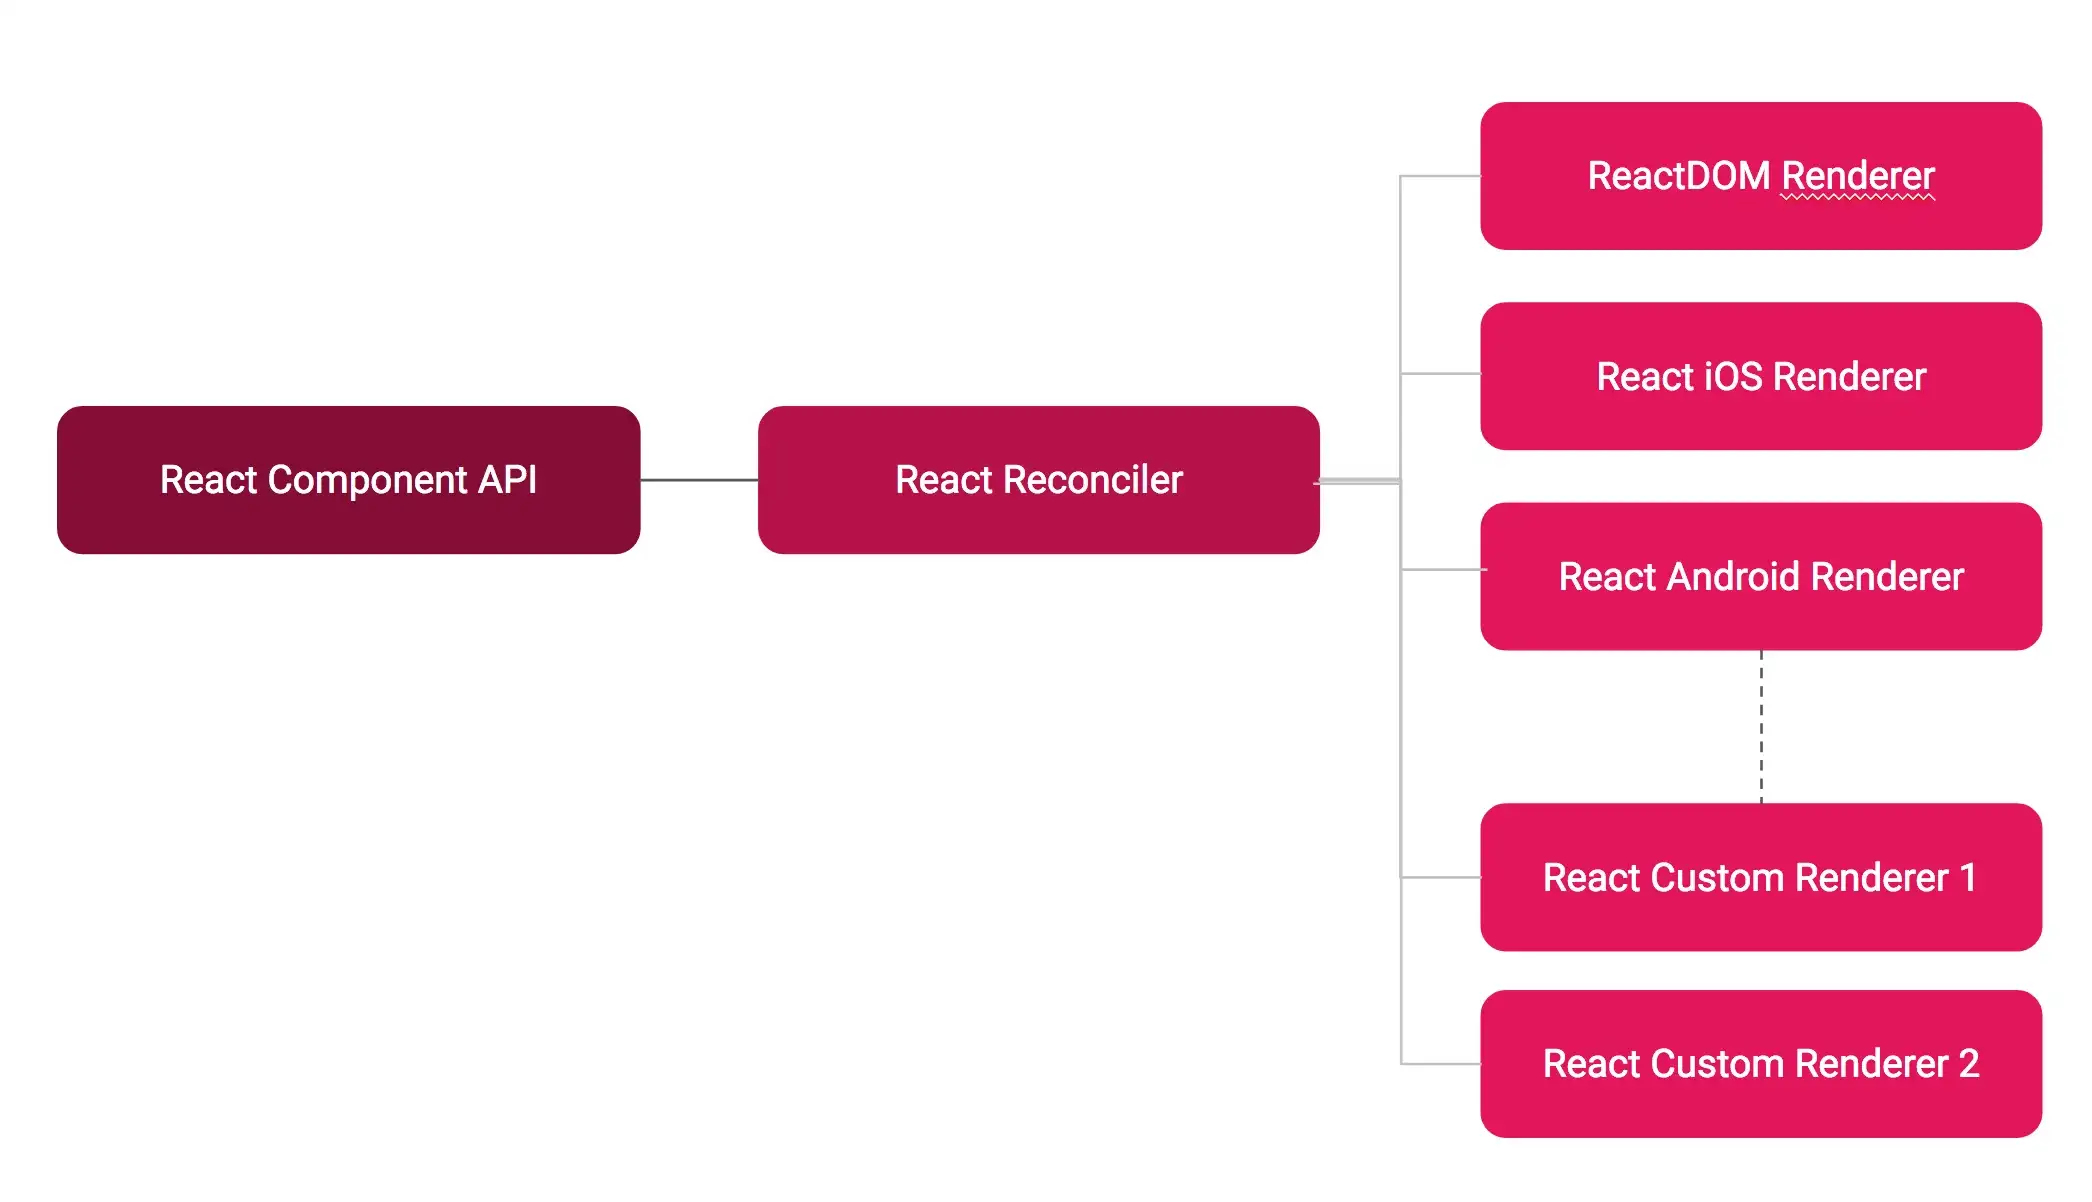 React Component API
React Reconciler
ReactDOM Renderer
React iOS Renderer
React Android Renderer
React Custom Renderer 1
React Custom Renderer 2